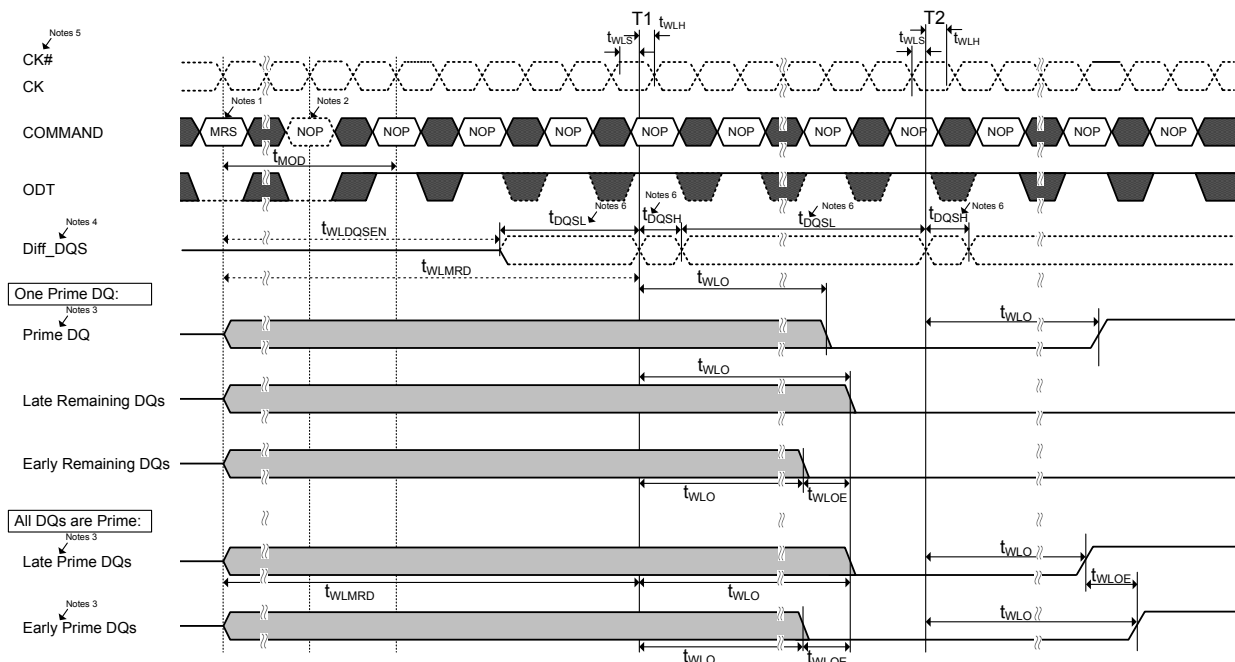 T1
T2
tWLS
tWLH
tWLS
tWLH
Notes 5
CK#
CK
Notes 1
Notes 2
COMMAND
MRS
NOP
NOP
NOP
NOP
NOP
NOP
NOP
NOP
NOP
NOP
NOP
tMOD
ODT
Notes 6
Notes 6
Notes 6
Notes 6
tDQSL
tDQSH
tDQSL
tDQSH
Notes 4
Diff_DQS
tWLDQSEN
tWLMRD
tWLO
One Prime DQ:
Notes 3
Prime DQ
tWLO
tWLO
Late Remaining DQs
Early Remaining DQs
tWLO
tWLOE
All DQs are Prime:
Notes 3
Late Prime DQs
tWLO
tWLOE
tWLMRD
tWLO
Notes 3
Early Prime DQs
tWLO
tWLO
tWLOE